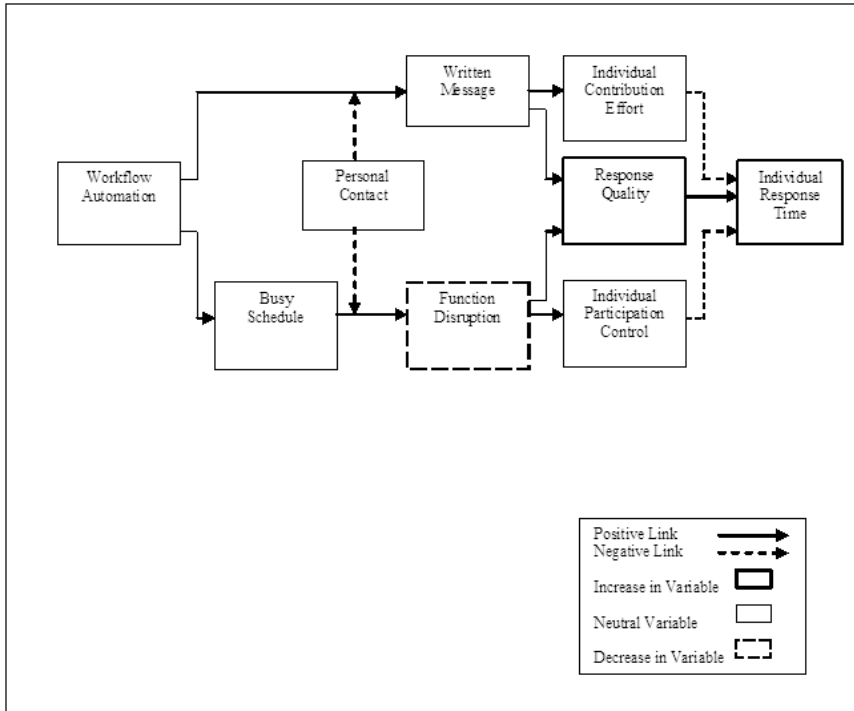 Written
Message
Individual
Contribution
Effort
Workflow
Automation
Personal
Contact
Response
Quality
Individual
Response
Time
Busy
Schedule
Function
Disruption
Individual
Participation
Control
Positive Link
Negative Link
Increase in Variable
Neutral Variable
Decrease in Variable